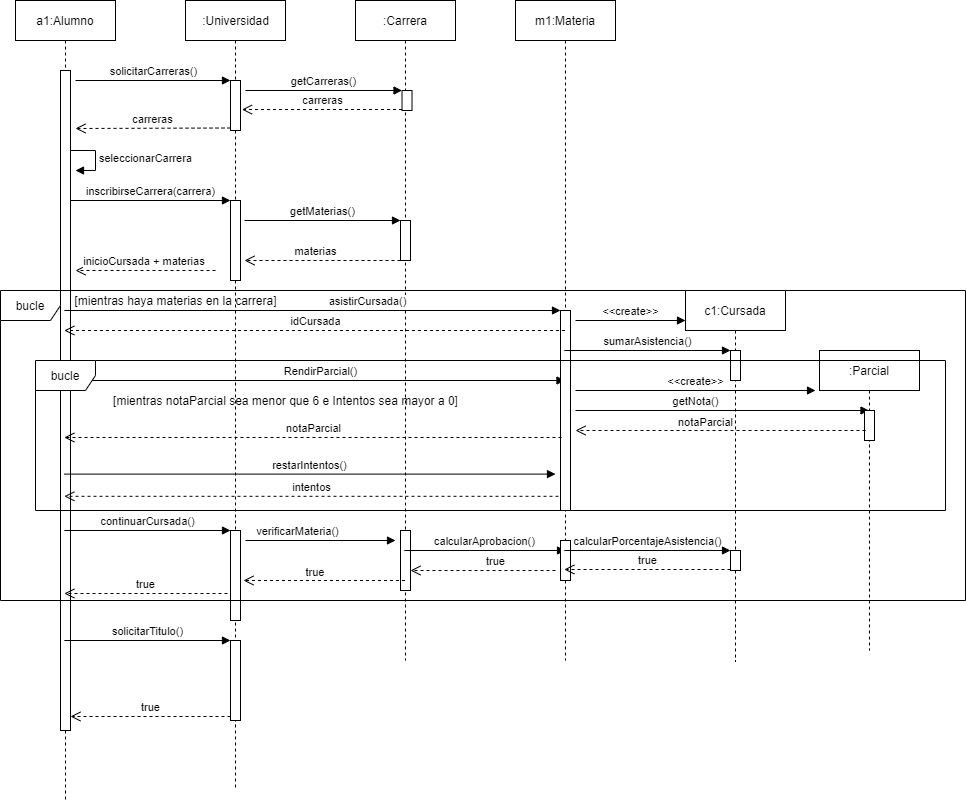 a1:Alumno
:Universidad
:Carrera
m1:Materia
solicitarCarreras()
getCarreras()
carreras
carreras
seleccionarCarrera
inscribirseCarrera(carrera)
getMaterias()
materias
inicioCursada + materias
bucle
[mientras haya materias en la carrera]
asistirCursada()
<<create>>
c1:Cursada
idCursada
sumarAsistencia()
bucle
RendirParcial()
<<create>>
:Parcial
[mientras notaParcial sea menor que 6 e Intentos sea mayor a 0]
getNota()
notaParcial
notaParcial
restarIntentos()
intentos
continuarCursada()
verificarMateria()
calcularAprobacion()
calcularPorcentajeAsistencia()
true
true
true
true
solicitarTitulo()
true